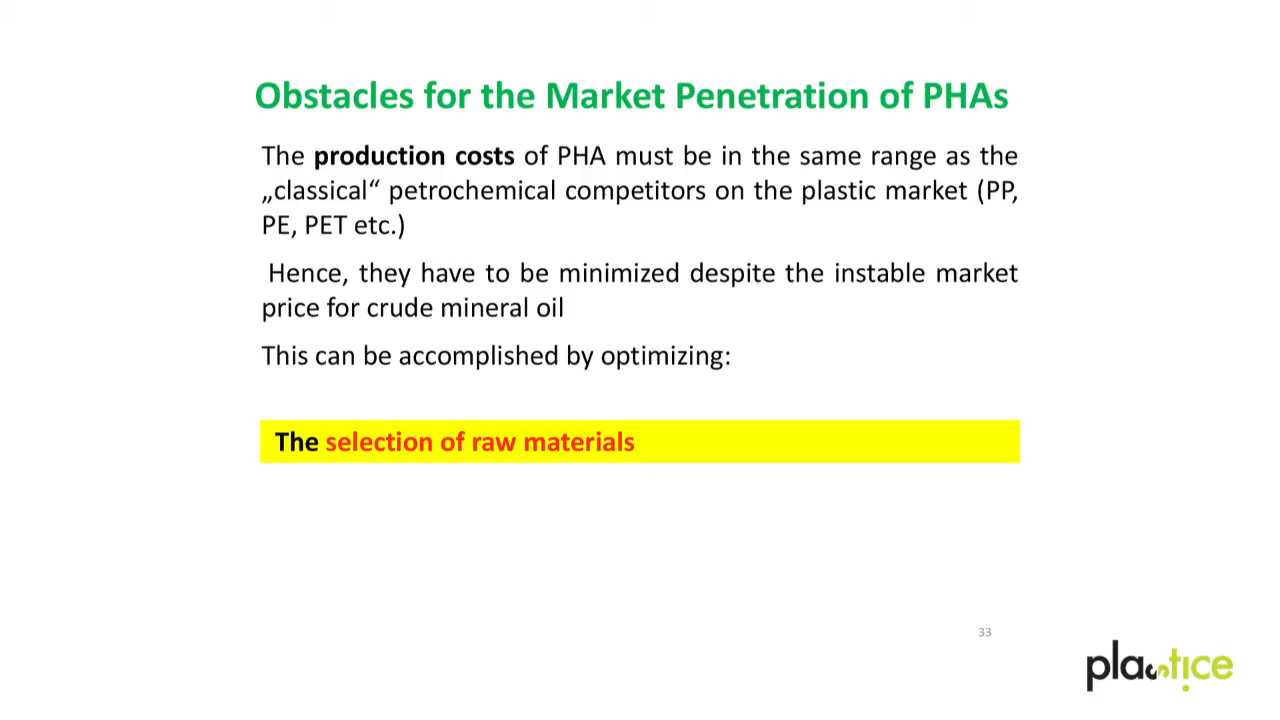 Obstacles for the Market Penetration of PHAs
The production costs of PHA must be in the same range as the
„classical“ petrochemical competitors on the plastic market (PP,
PE, PET etc.)
Hence, they have to be minimized despite the instable market
price for crude mineral oil
This can be accomplished by optimizing:
The selection of raw materials
33
plastice